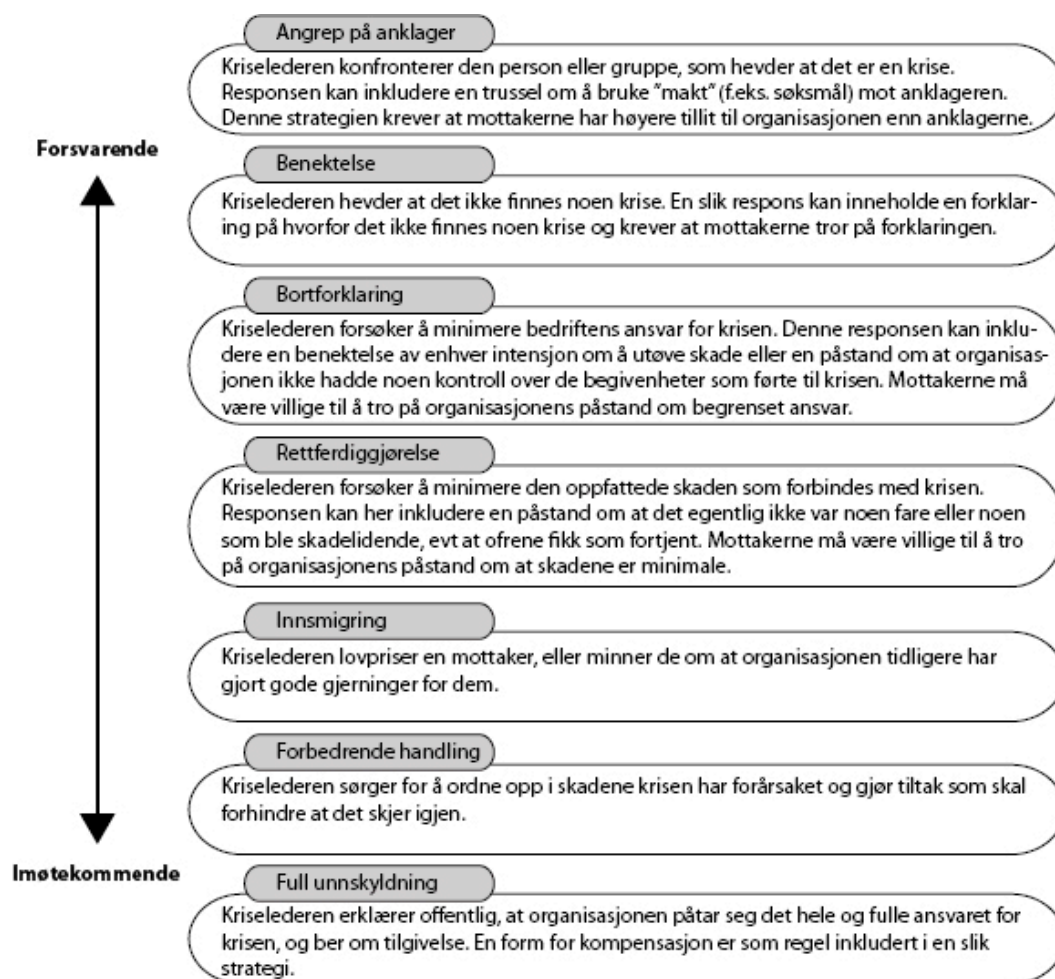 Angrep på anklager
Kriselederen konfronterer den person eller gruppe, som hevder at det er en krise.
Responsen kan inkludere en trussel om å bruke "makt" (f.eks. søksmål) mot anklageren.
Denne strategien krever at mottakerne har høyere tillit til organisasjonen enn anklagerne.
Forsvarende
Benektelse
Kriselederen hevder at det ikke finnes noen krise. En slik respons kan inneholde en forklar-
ing på hvorfor det ikke finnes noen krise og krever at mottakerne tror på forklaringen.
Bortforklaring
Kriselederen forsøker å minimere bedriftens ansvar for krisen. Denne responsen kan inklu-
dere en benektelse av enhver intensjon om å utøve skade eller en påstand om at organisas-
jonen ikke hadde noen kontroll over de begivenheter som førte til krisen. Mottakerne må
være villige til å tro på organisasjonens påstand om begrenset ansvar.
Rettferdiggjørelse
Kriselederen forsøker å minimere den oppfattede skaden som forbindes med krisen.
Responsen kan her inkludere en påstand om at det egentlig ikke var noen fare eller noen
som ble skadelidende, evt at ofrene fikk som fortjent. Mottakerne må være villige til å tro
på organisasjonens påstand om at skadene er minimale.
Innsmigring
Kriselederen lovpriser en mottaker, eller minner de om at organisasjonen tidligere har
gjort gode gjerninger for dem.
Forbedrende handling
Kriselederen sørger for å ordne opp i skadene krisen har forårsaket og gjør tiltak som skal
forhindre at det skjer igjen.
Imøtekommende
Full unnskyldning
Kriselederen erklærer offentlig, at organisasjonen påtar seg det hele og fulle ansvaret for
krisen, og ber om tilgivelse. En form for kompensasjon er som regel inkludert i en slik
strategi.